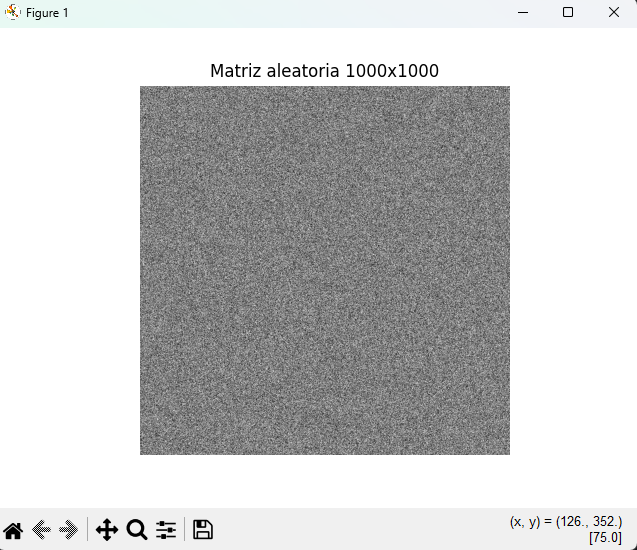 Figure 1
Matriz aleatoria 1000x1000
(x, y) = (126., 352.)
[75.0]